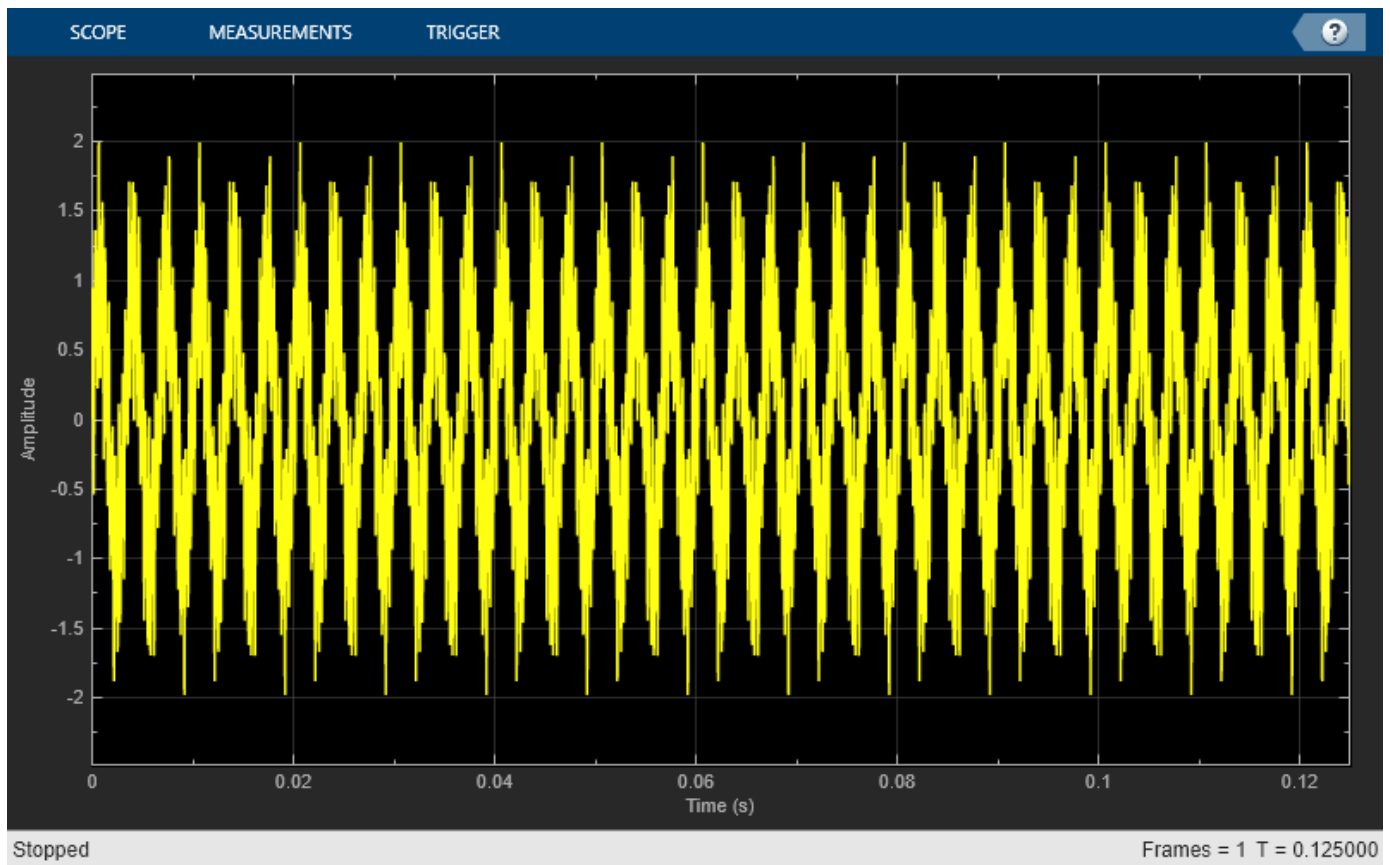 SCOPE MEASUREMENTS TRIGGER ?
2
1.5
1
0.5
0
-0.5
-1
-1.5
-2
Amplitude
0 0.02 0.04 0.06 0.08 0.1 0.12
Time (s)
Stopped Frames = 1 T = 0.125000